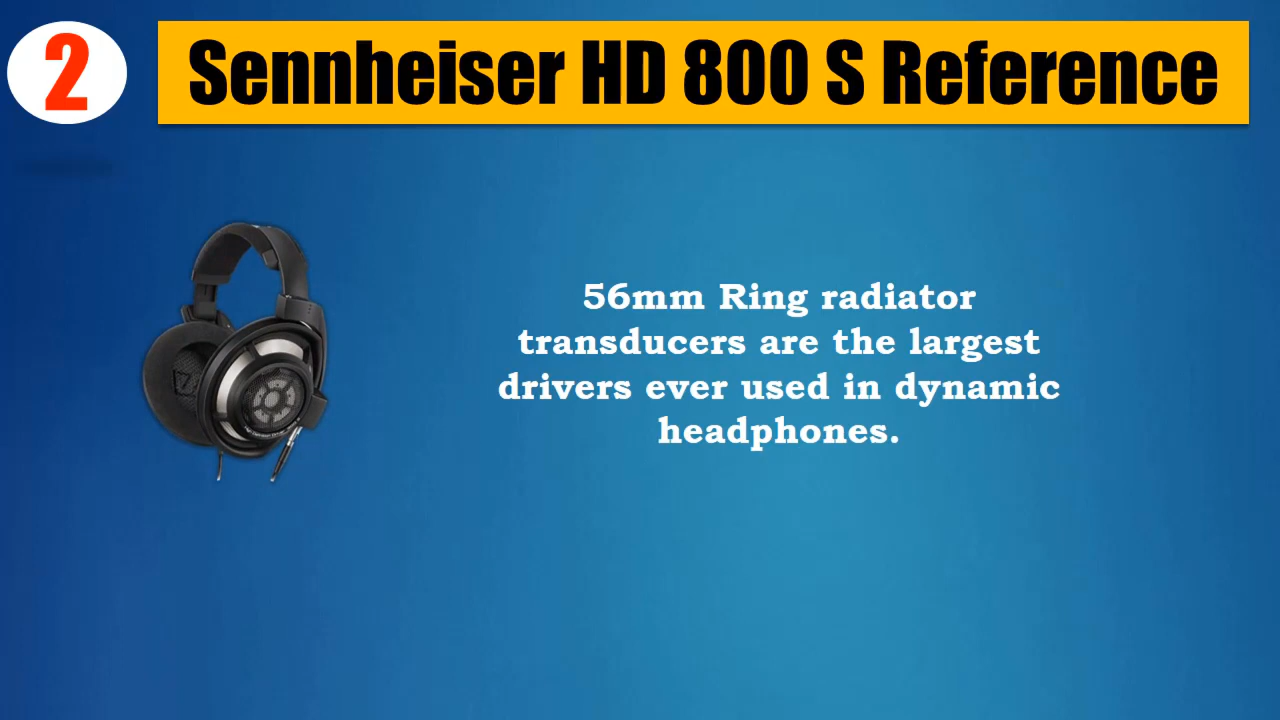 2
Sennheiser HD 800 S Reference
56mm Ring radiator
transducers are the largest
drivers ever used in dynamic
headphones.